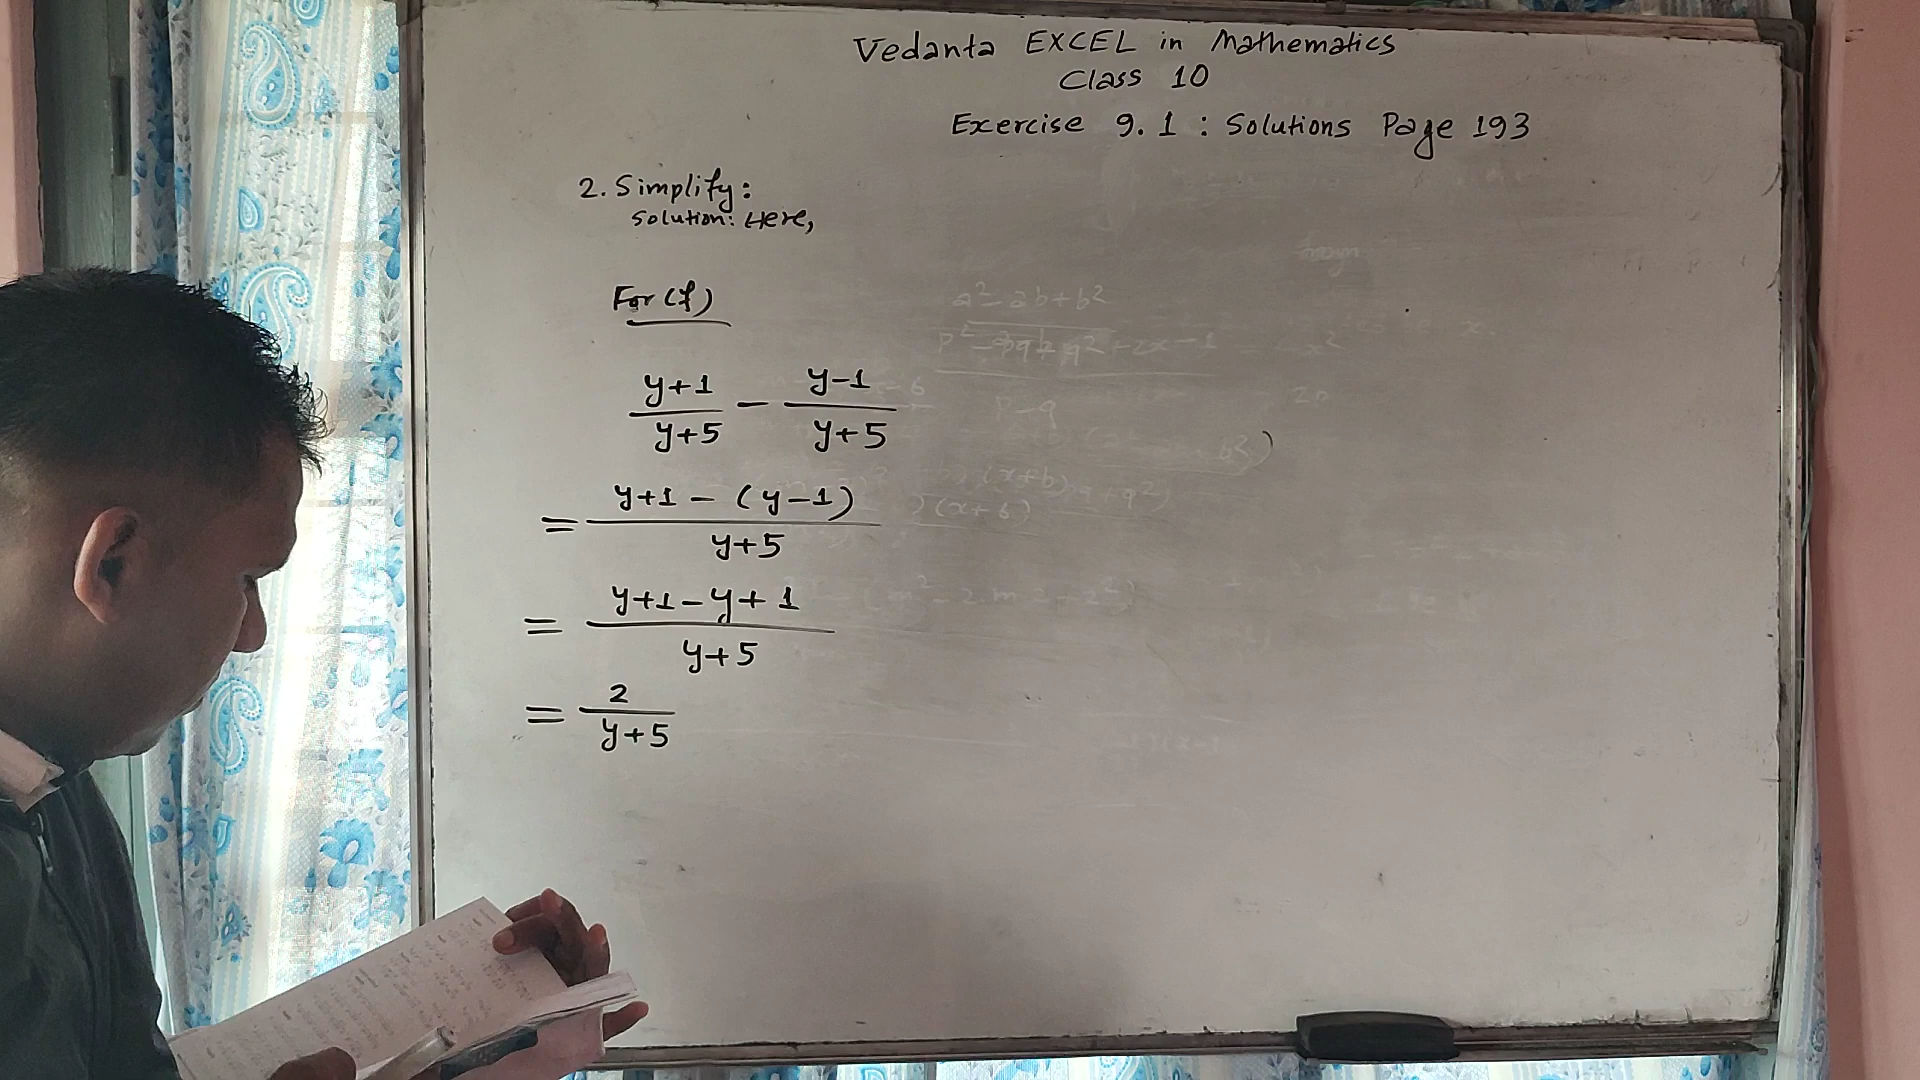 Vedanta EXCEL in Mathematics
Class 10
Exercise 9.1 : Solutions Page 193
2. Simplify:
Solution: Here,
For (f)
y+1/y+5 - y-1/y+5
= y+1-(y-1)/y+5
= y+1-y+1/y+5
= 2/y+5